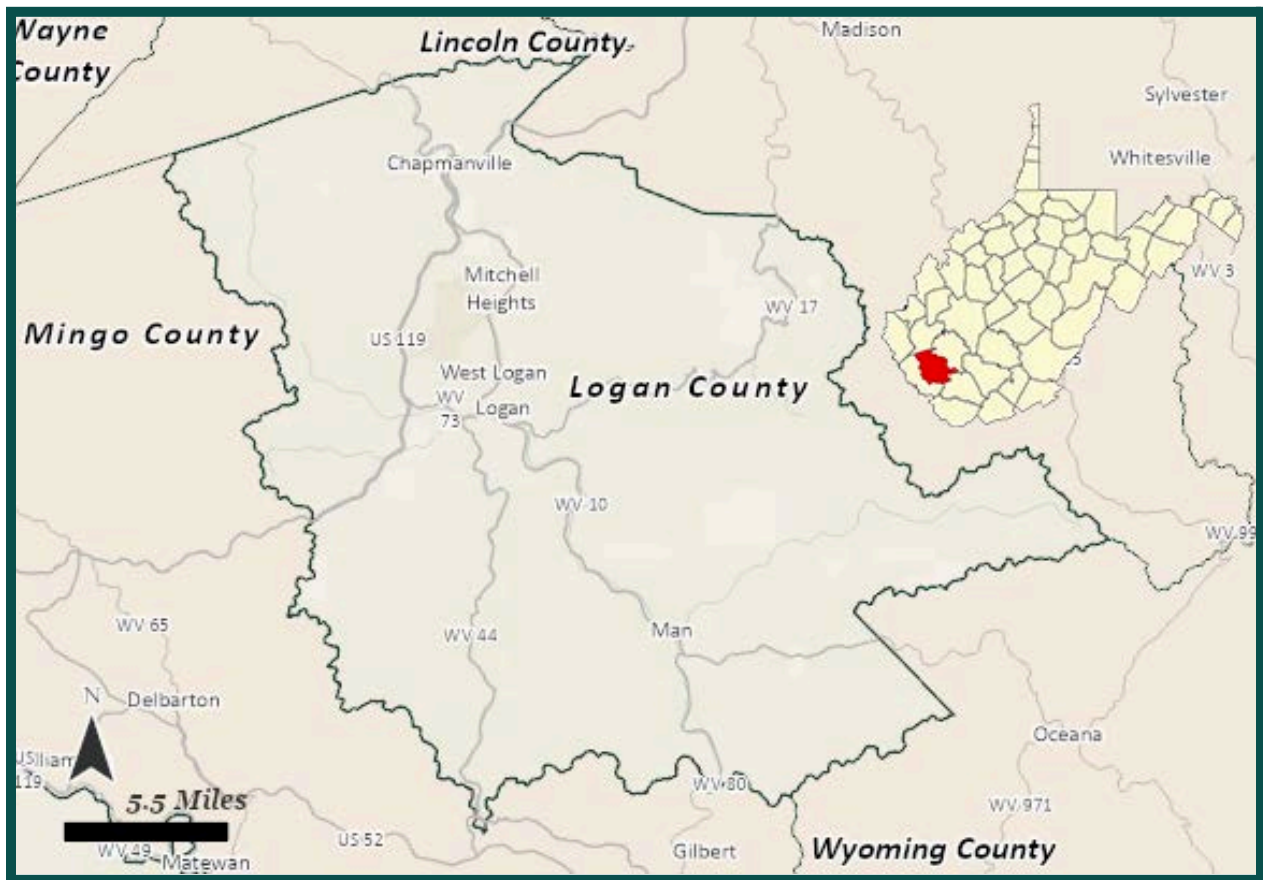 Wayne
County
Lincoln County
Madison
Sylvester
Whitesville
Chapmanville
WV 3
Mitchell
Heights
Mingo County
US 119
WV 17
West Logan
Logan County
WV
73
Logan
WV 10
WV 99
WV 65
WV 44
Man
N
Delbarton
Oceana
US
119
5.5 Miles
WV 80
WV 971
US 52
WV 49
Matewan
Gilbert
Wyoming County